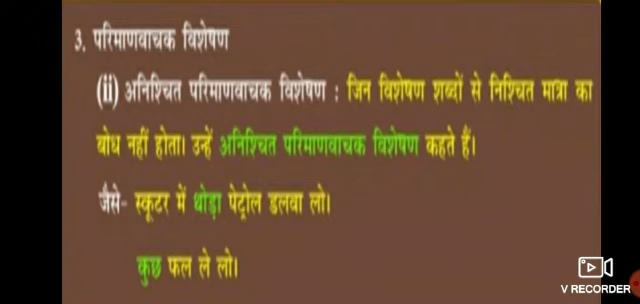 3. परिमाणवाचक विशेषण
(ii) अनिश्चित परिमाणवाचक विशेषण : जिन विशेषण शब्दों से निश्चित मात्रा का
बोध नहीं होता। उन्हें अनिश्चित परिमाणवाचक विशेषण कहते हैं।
जैसे- स्कूटर में थोड़ा पेट्रोल डलवा लो।
कुछ फल ले लो।
V RECORDER